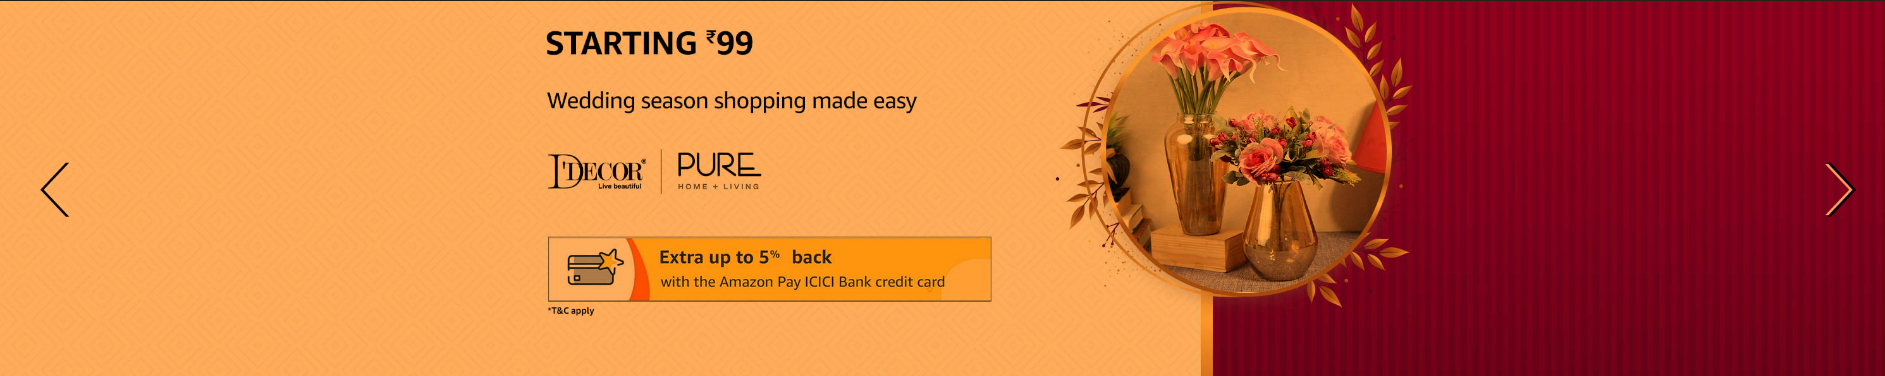 STARTING ₹99
Wedding season shopping made easy
D'DECOR®
Live beautiful
PURE
HOME + LIVING
Extra up to 5% back
with the Amazon Pay ICICI Bank credit card
*T&C apply